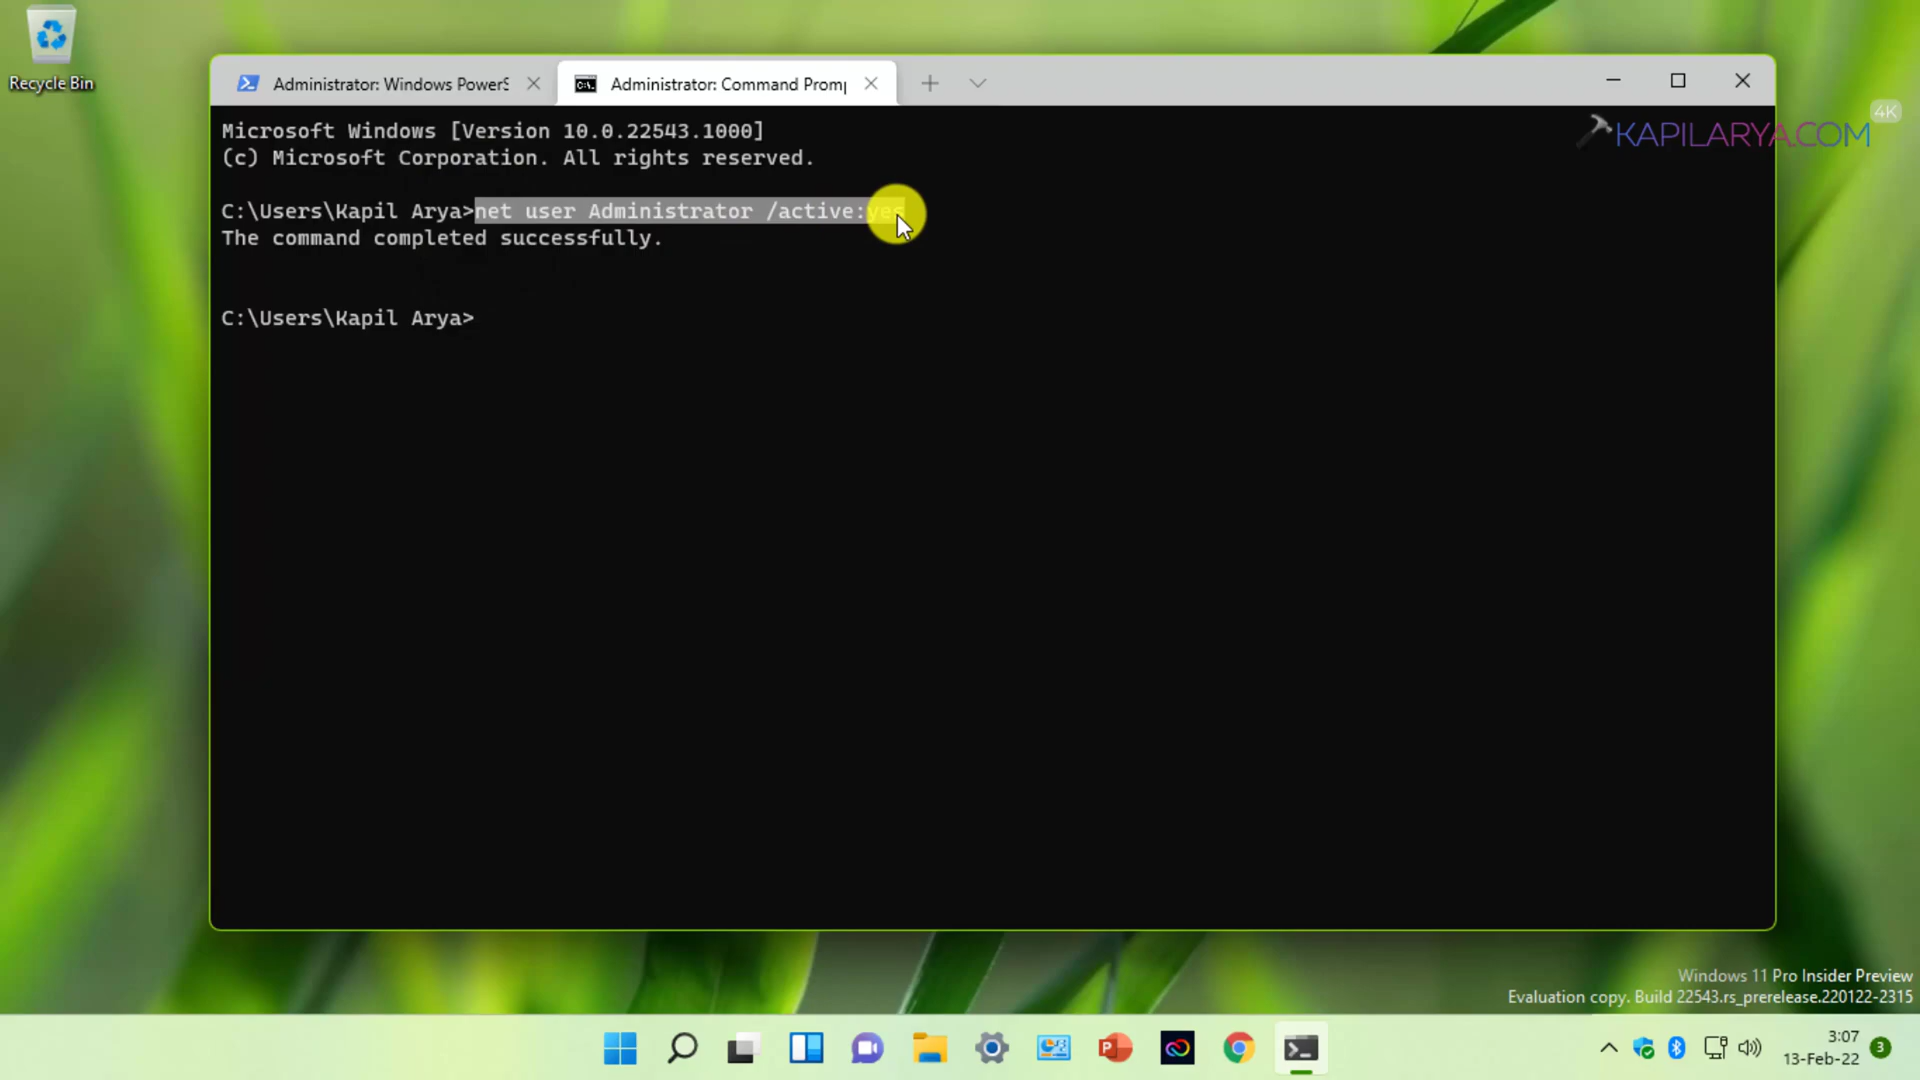 Recycle Bin
Administrator: Windows PowerS
Administrator: Command Promp
4K
KAPILARYA.COM
Microsoft Windows [Version 10.0.22543.1000]
(c) Microsoft Corporation. All rights reserved.
C:\Users\Kapil Arya>net user Administrator /active:yes
The command completed successfully.
C:\Users\Kapil Arya>
Windows 11 Pro Insider Preview
Evaluation copy. Build 22543.rs_prerelease.220122-2315
3:07
13-Feb-22
3